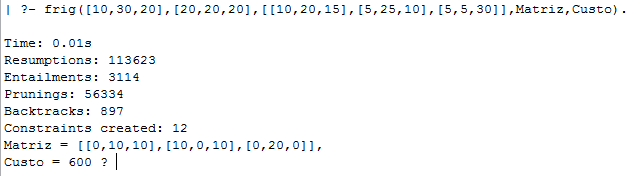 | ?- frig([10,30,20],[20,20,20],[[10,20,15],[5,25,10],[5,5,30]],Matriz,Custo).
Time: 0.01s
Resumptions: 113623
Entailments: 3114
Prunings: 56334
Backtracks: 897
Constraints created: 12
Matriz = [[0,10,10],[10,0,10],[0,20,0]],
Custo = 600 ? |